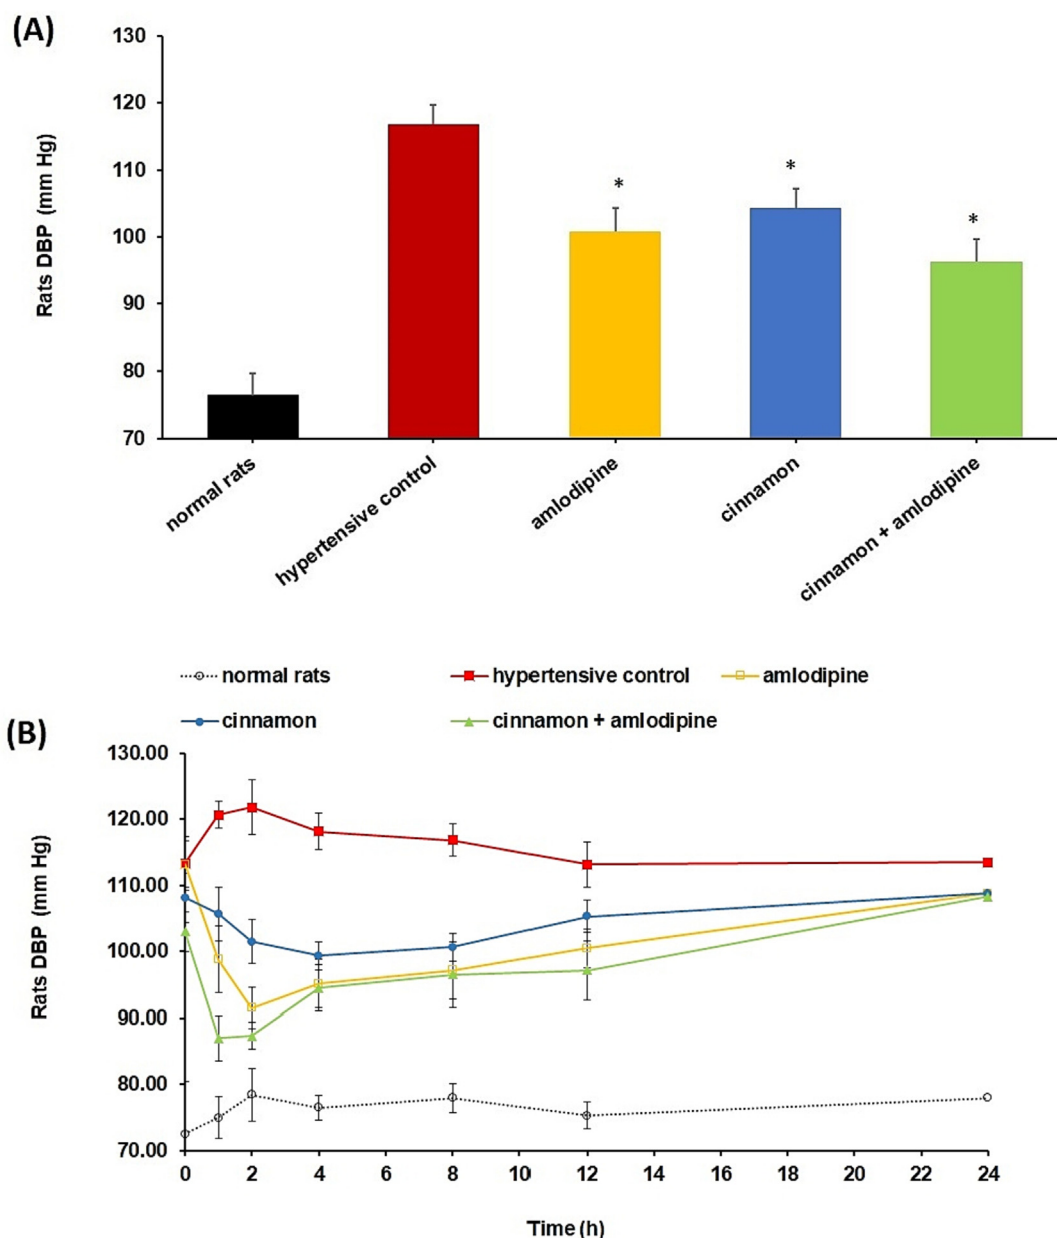 (A)
Rats DBP (mm Hg)
130
120
110
100
90
80
70
*
*
*
normal rats
hypertensive control
amlodipine
cinnamon
cinnamon + amlodipine
normal rats hypertensive control amlodipine
cinnamon cinnamon + amlodipine
(B)
Rats DBP (mm Hg)
130.00
120.00
110.00
100.00
90.00
80.00
70.00
0 2 4 6 8 10 12 14 16 18 20 22 24
Time (h)